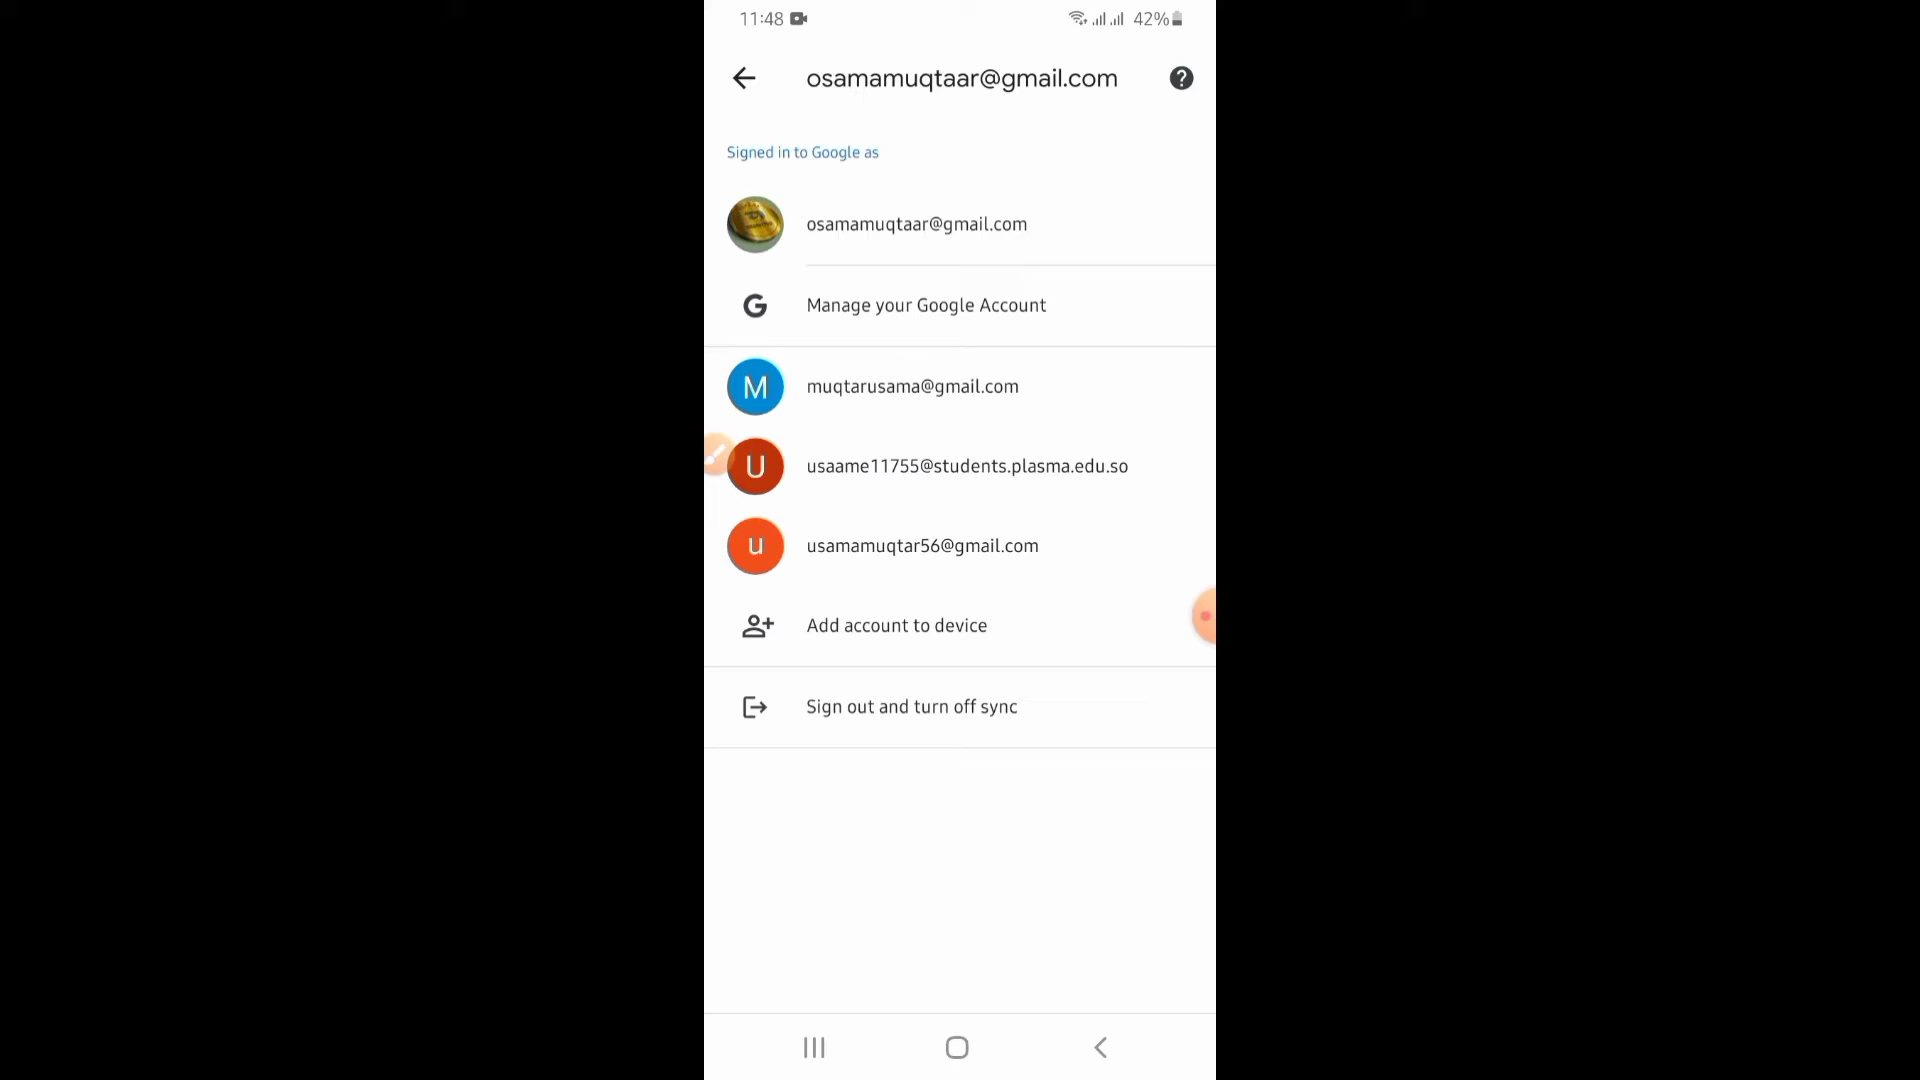 11:48 42%
osamamuqtaar@gmail.com
Signed in to Google as
osamamuqtaar@gmail.com
G Manage your Google Account
M muqtarusama@gmail.com
U usaame11755@students.plasma.edu.so
u usamamuqtar56@gmail.com
Add account to device
Sign out and turn off sync